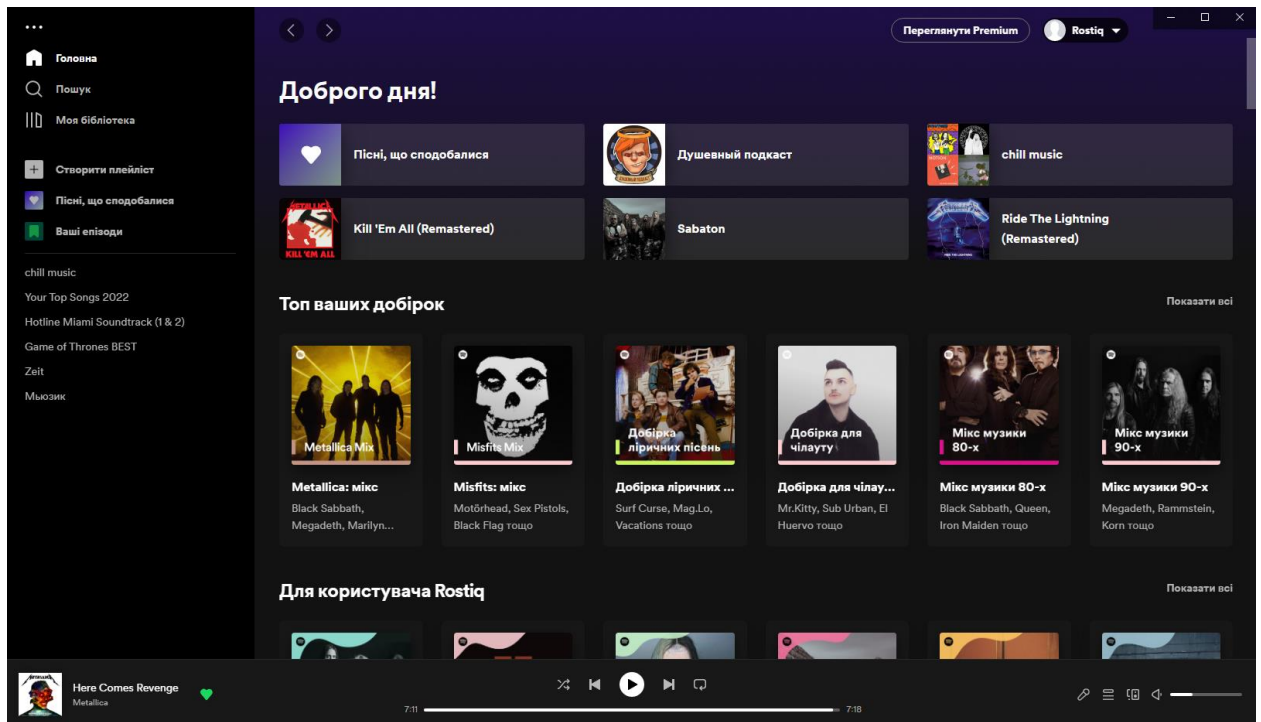 Головна
Пошук
Моя бібліотека
Створити плейліст
Пісні, що сподобалися
Ваші епізоди
chill music
Your Top Songs 2022
Hotline Miami Soundtrack (1 & 2)
Game of Thrones BEST
Zeit
Мьюзик
Переглянути Premium
Rostiq
Доброго дня!
Пісні, що сподобалися
Душевный подкаст
chill music
METALLICA
KILL 'EM ALL
Kill 'Em All (Remastered)
Sabaton
Ride The Lightning
(Remastered)
Топ ваших добірок
Показати всі
Metallica Mix
Metallica: мікс
Black Sabbath,
Megadeth, Marilyn...
Misfits Mix
Misfits: мікс
Motörhead, Sex Pistols,
Black Flag тощо
Добірка
ліричних пісень
Добірка ліричних ...
Surf Curse, Mag.Lo,
Vacations тощо
Добірка для
чілауту
Добірка для чілау...
Mr.Kitty, Sub Urban, El
Huervo тощо
Мікс музики
80-х
Мікс музики 80-х
Black Sabbath, Queen,
Iron Maiden тощо
Мікс музики
90-х
Мікс музики 90-х
Megadeth, Rammstein,
Korn тощо
Для користувача Rostiq
Показати всі
Here Comes Revenge
Metallica
7:11
7:18